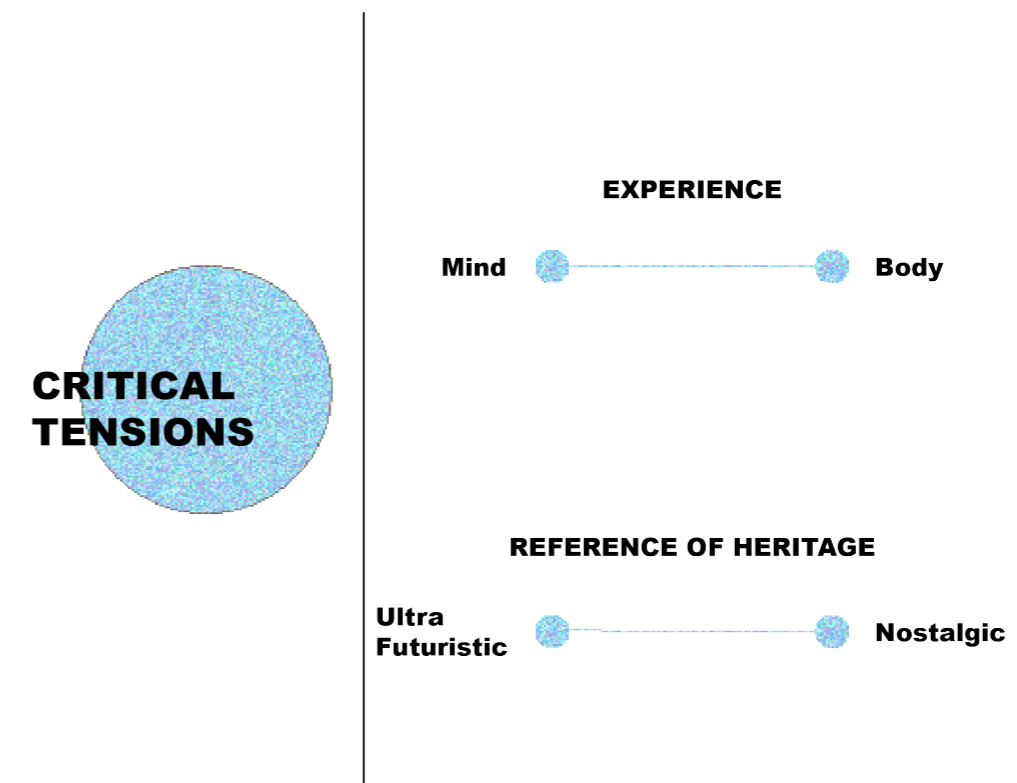 CRITICAL
TENSIONS
EXPERIENCE
Mind
Body
REFERENCE OF HERITAGE
Ultra
Futuristic
Nostalgic